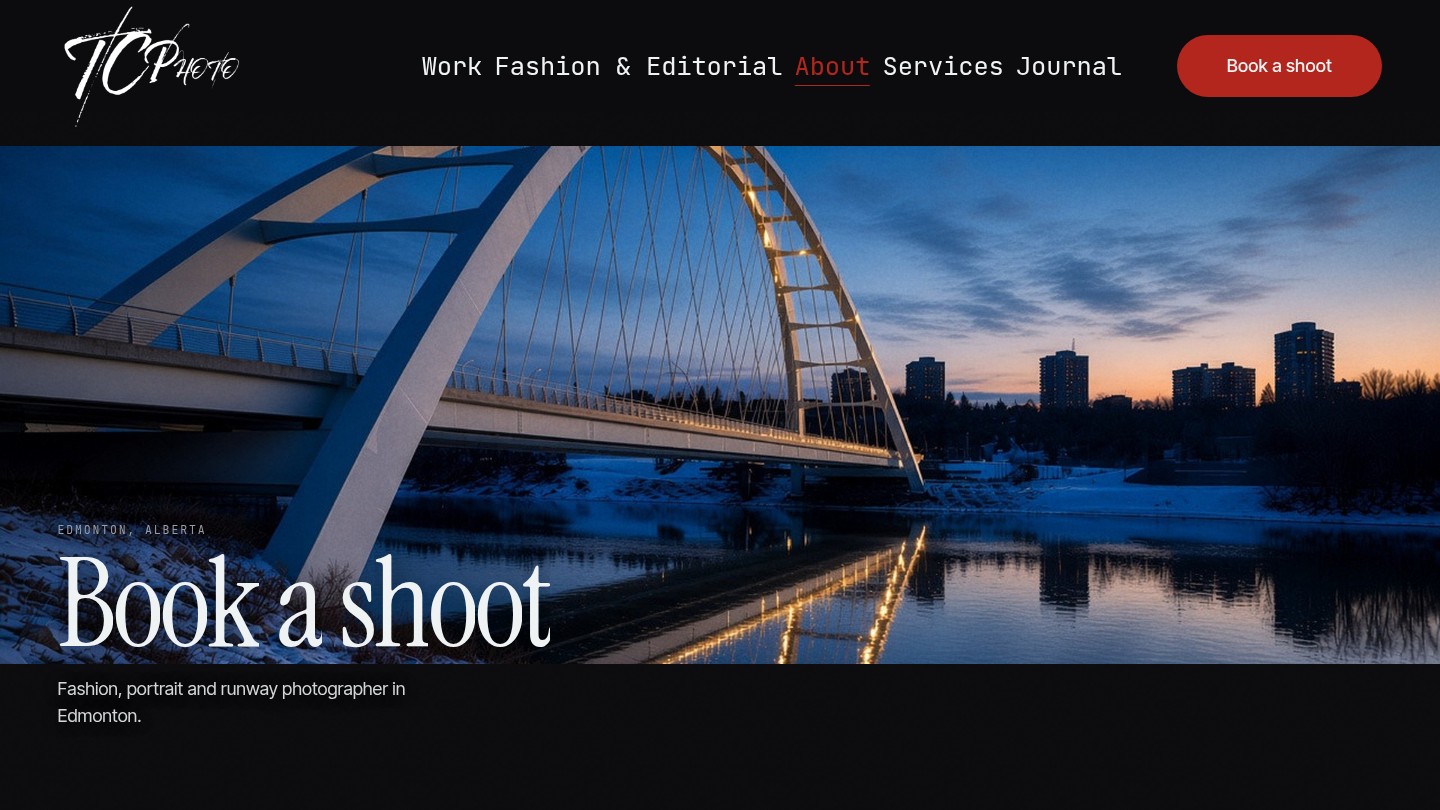 TCPHOTO
Work Fashion & Editorial About Services Journal
Book a shoot
EDMONTON, ALBERTA
Book a shoot
Fashion, portrait and runway photographer in
Edmonton.